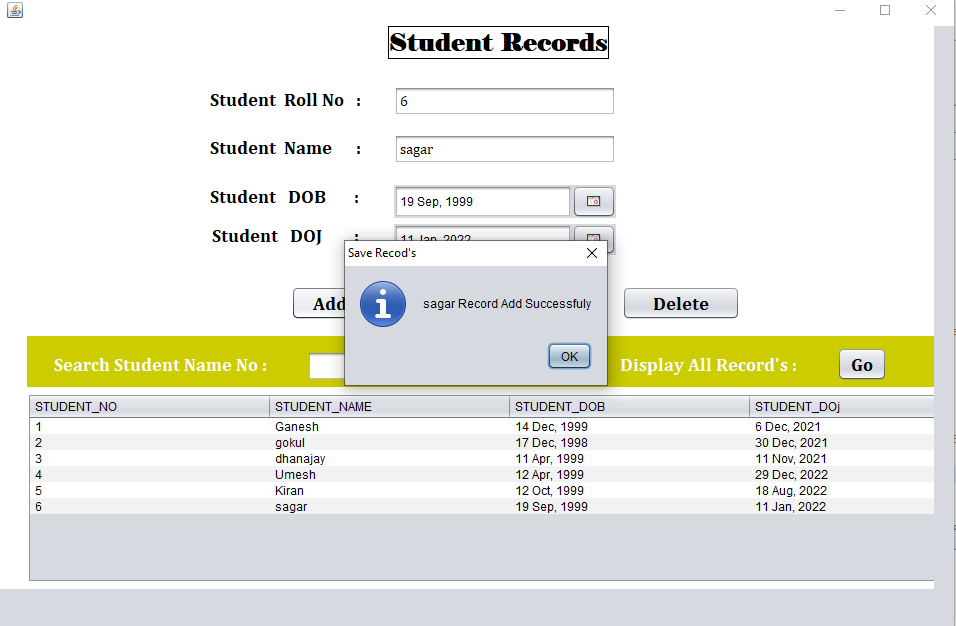 Student Records
Student Roll No : 6
Student Name : sagar
Student DOB : 19 Sep, 1999
Student DOJ : 11 Jan, 2022
Save Recod's
sagar Record Add Successfuly
OK
Add Delete
Search Student Name No : Display All Record's : Go
STUDENT_NO STUDENT_NAME STUDENT_DOB STUDENT_DOj
1 Ganesh 14 Dec, 1999 6 Dec, 2021
2 gokul 17 Dec, 1998 30 Dec, 2021
3 dhanajay 11 Apr, 1999 11 Nov, 2021
4 Umesh 12 Apr, 1999 29 Dec, 2022
5 Kiran 12 Oct, 1999 18 Aug, 2022
6 sagar 19 Sep, 1999 11 Jan, 2022